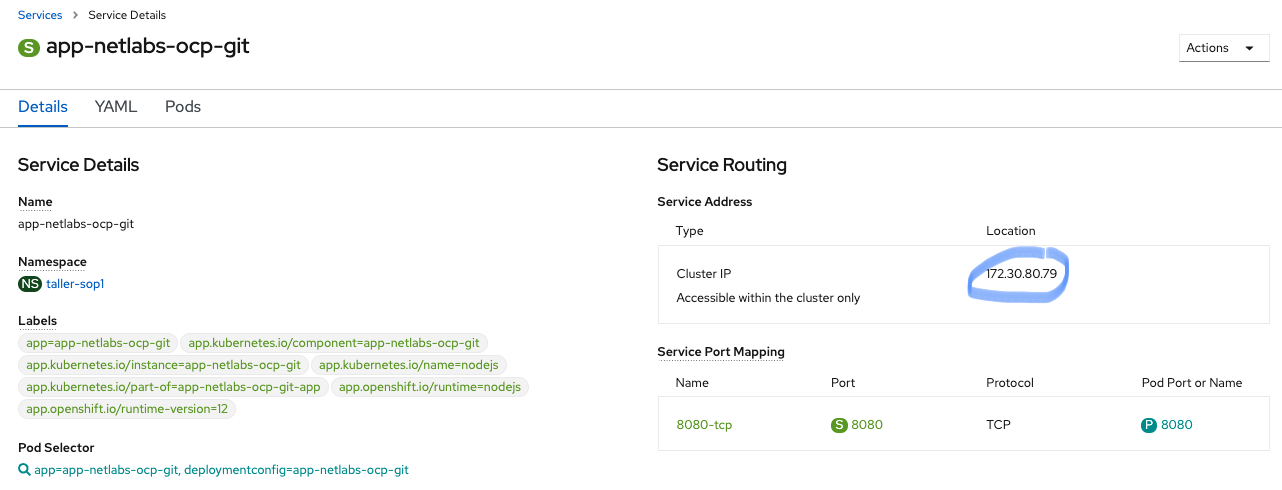 Services > Service Details
S app-netlabs-ocp-git
Actions
Details YAML Pods
Service Details
Name
app-netlabs-ocp-git
Namespace
NS taller-sop1
Labels
app=app-netlabs-ocp-git app.kubernetes.io/component=app-netlabs-ocp-git
app.kubernetes.io/instance=app-netlabs-ocp-git app.kubernetes.io/name=nodejs
app.kubernetes.io/part-of=app-netlabs-ocp-git-app app.openshift.io/runtime=nodejs
app.openshift.io/runtime-version=12
Pod Selector
app=app-netlabs-ocp-git, deploymentconfig=app-netlabs-ocp-git
Service Routing
Service Address
Type Location
Cluster IP 172.30.80.79
Accessible within the cluster only
Service Port Mapping
Name Port Protocol Pod Port or Name
8080-tcp S 8080 TCP P 8080